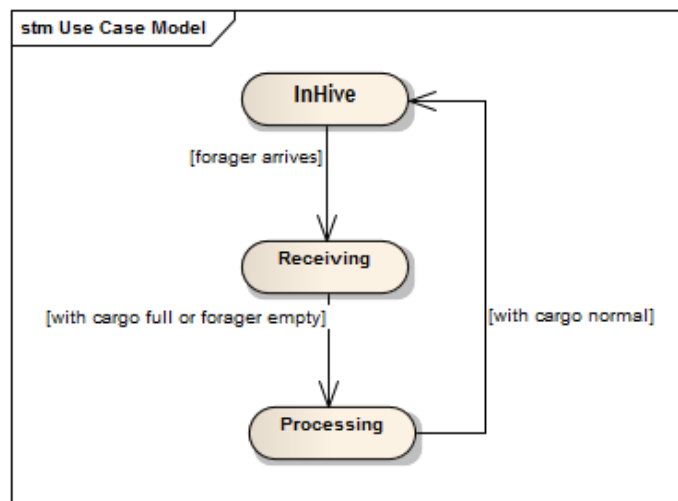 stm Use Case Model
InHive
[forager arrives]
Receiving
[with cargo full or forager empty]
[with cargo normal]
Processing